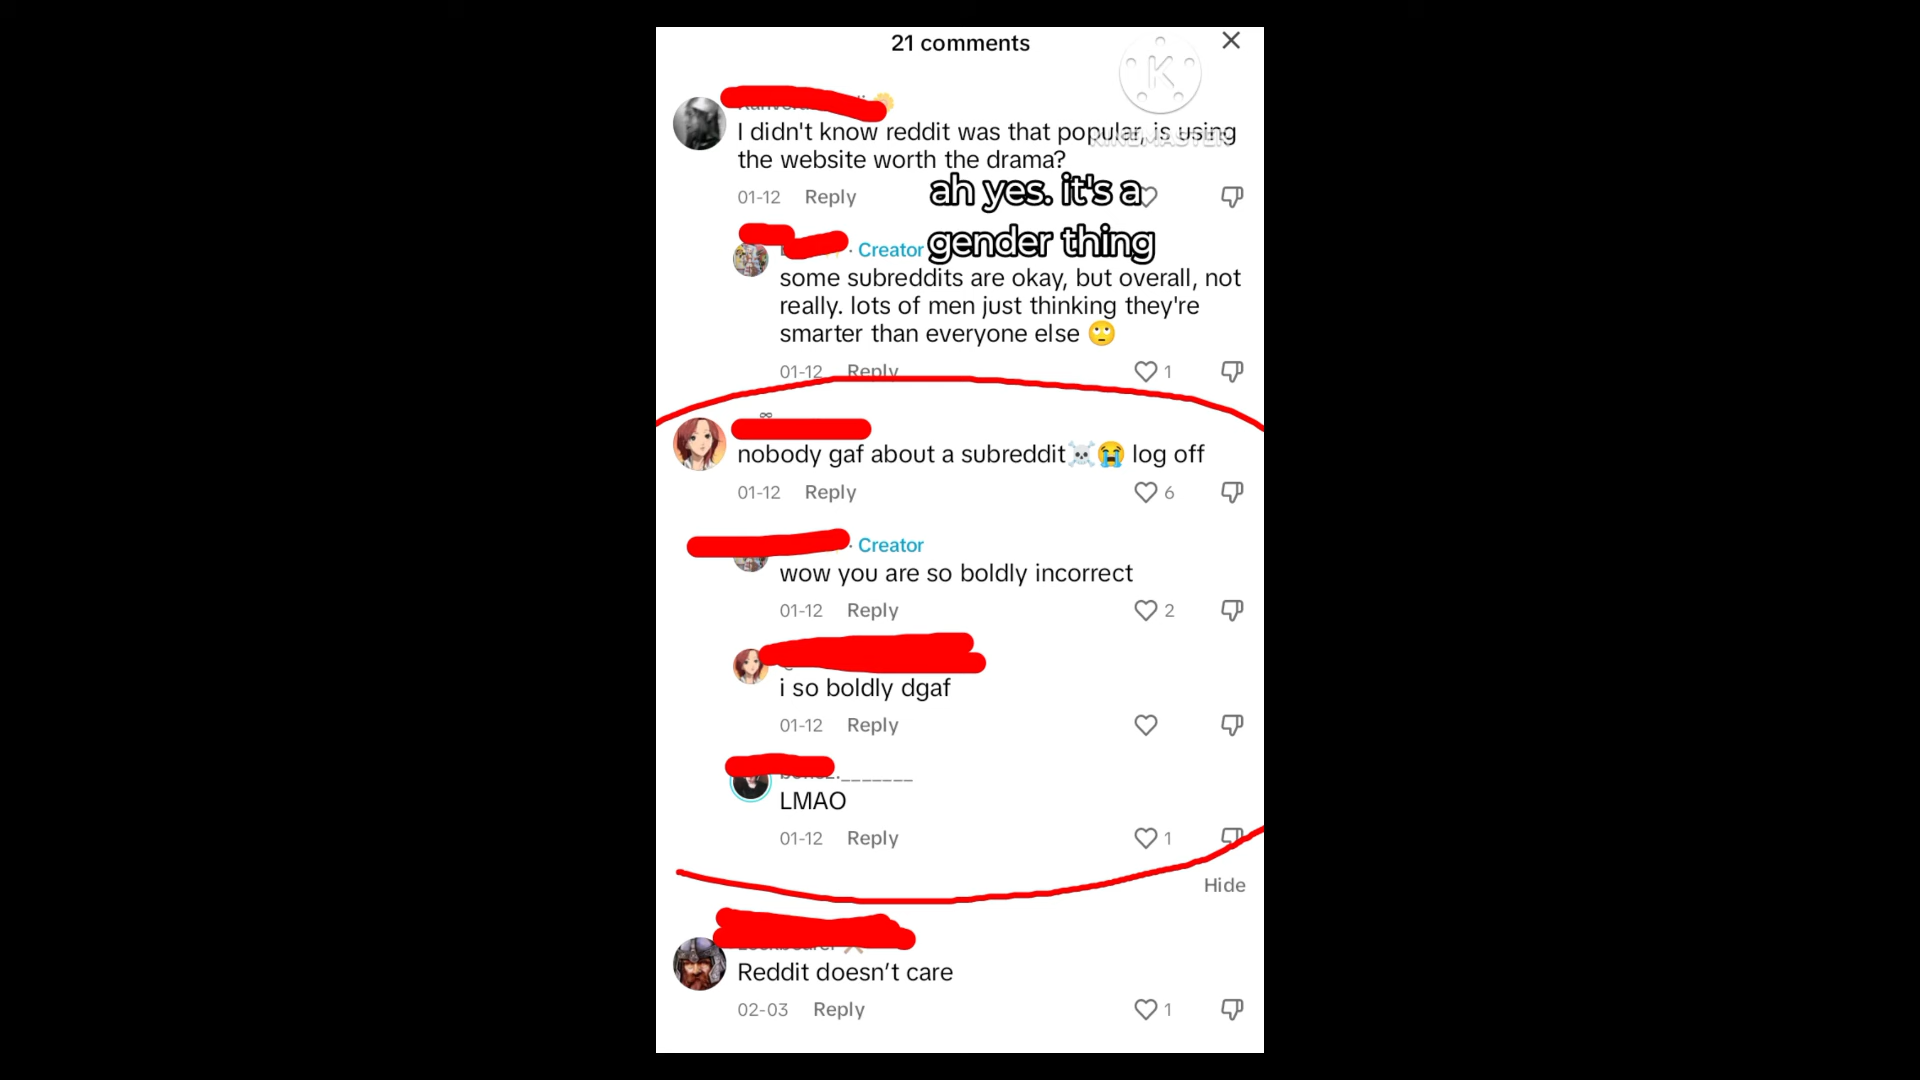 21 comments
K
KINEMASTER
I didn't know reddit was that popular, is using
the website worth the drama?
01-12 Reply
ah yes. it's a
gender thing
· Creator
some subreddits are okay, but overall, not
really. lots of men just thinking they're
smarter than everyone else 🙄
01-12 Reply 1
∞
nobody gaf about a subreddit☠️😭 log off
01-12 Reply 6
· Creator
wow you are so boldly incorrect
01-12 Reply 2
i so boldly dgaf
01-12 Reply
LMAO
01-12 Reply 1
Hide
Reddit doesn’t care
02-03 Reply 1